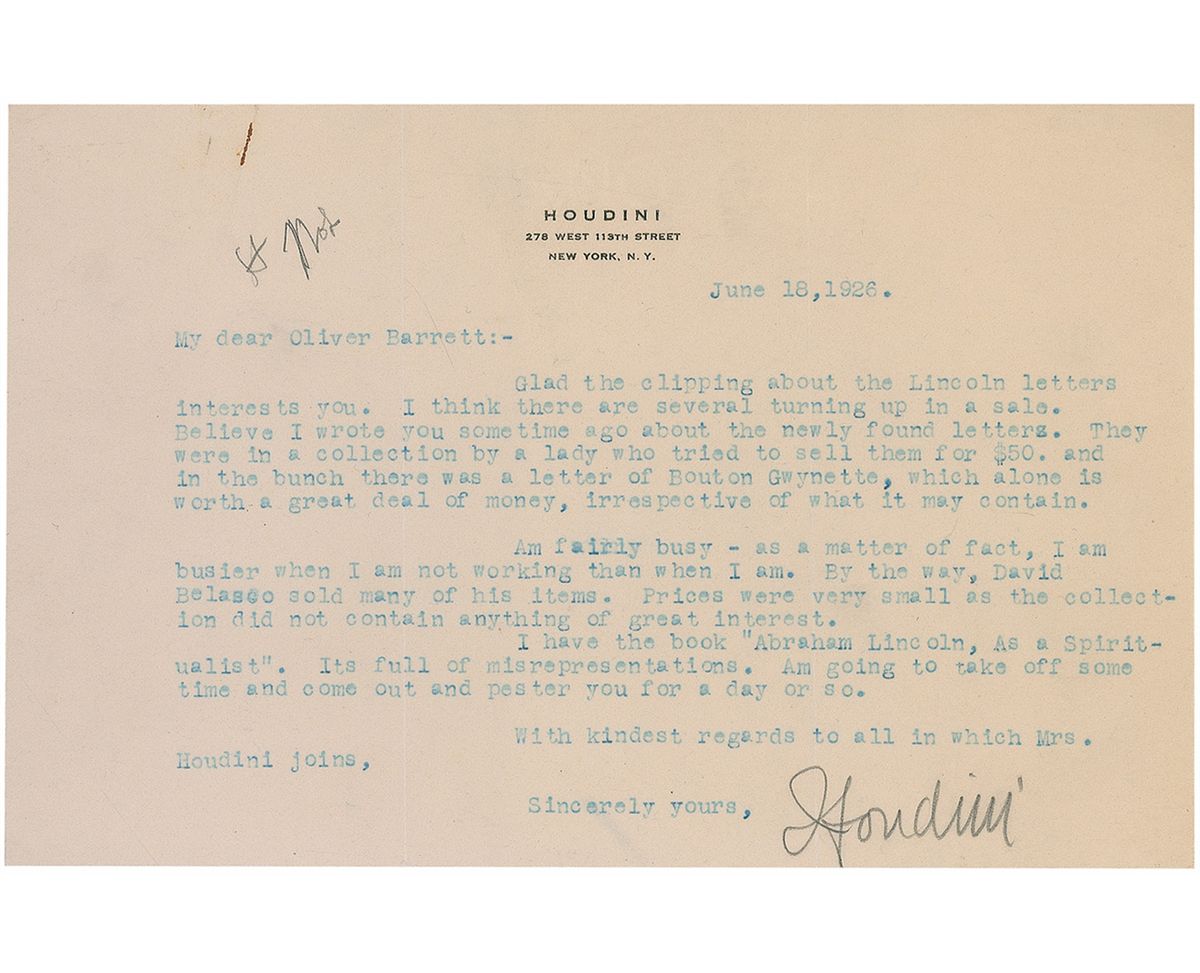 HOUDINI
278 WEST 113TH STREET
NEW YORK, N. Y.
June 18,1926.
My dear Oliver Barrett:-
Glad the clipping about the Lincoln letters
interests you. I think there are several turning up in a sale.
Believe I wrote you sometime ago about the newly found letters. They
were in a collection by a lady who tried to sell them for $50. and
in the bunch there was a letter of Bouton Gwynette, which alone is
worth a great deal of money, irrespective of what it may contain.
Am fairly busy - as a matter of fact, I am
busier when I am not working than when I am. By the way, David
Belasco sold many of his items. Prices were very small as the collect-
ion did not contain anything of great interest.
I have the book "Abraham Lincoln, As a Spirit-
ualist". Its full of misrepresentations. Am going to take off some
time and come out and pester you for a day or so.
With kindest regards to all in which Mrs.
Houdini joins,
Sincerely yours, Houdini